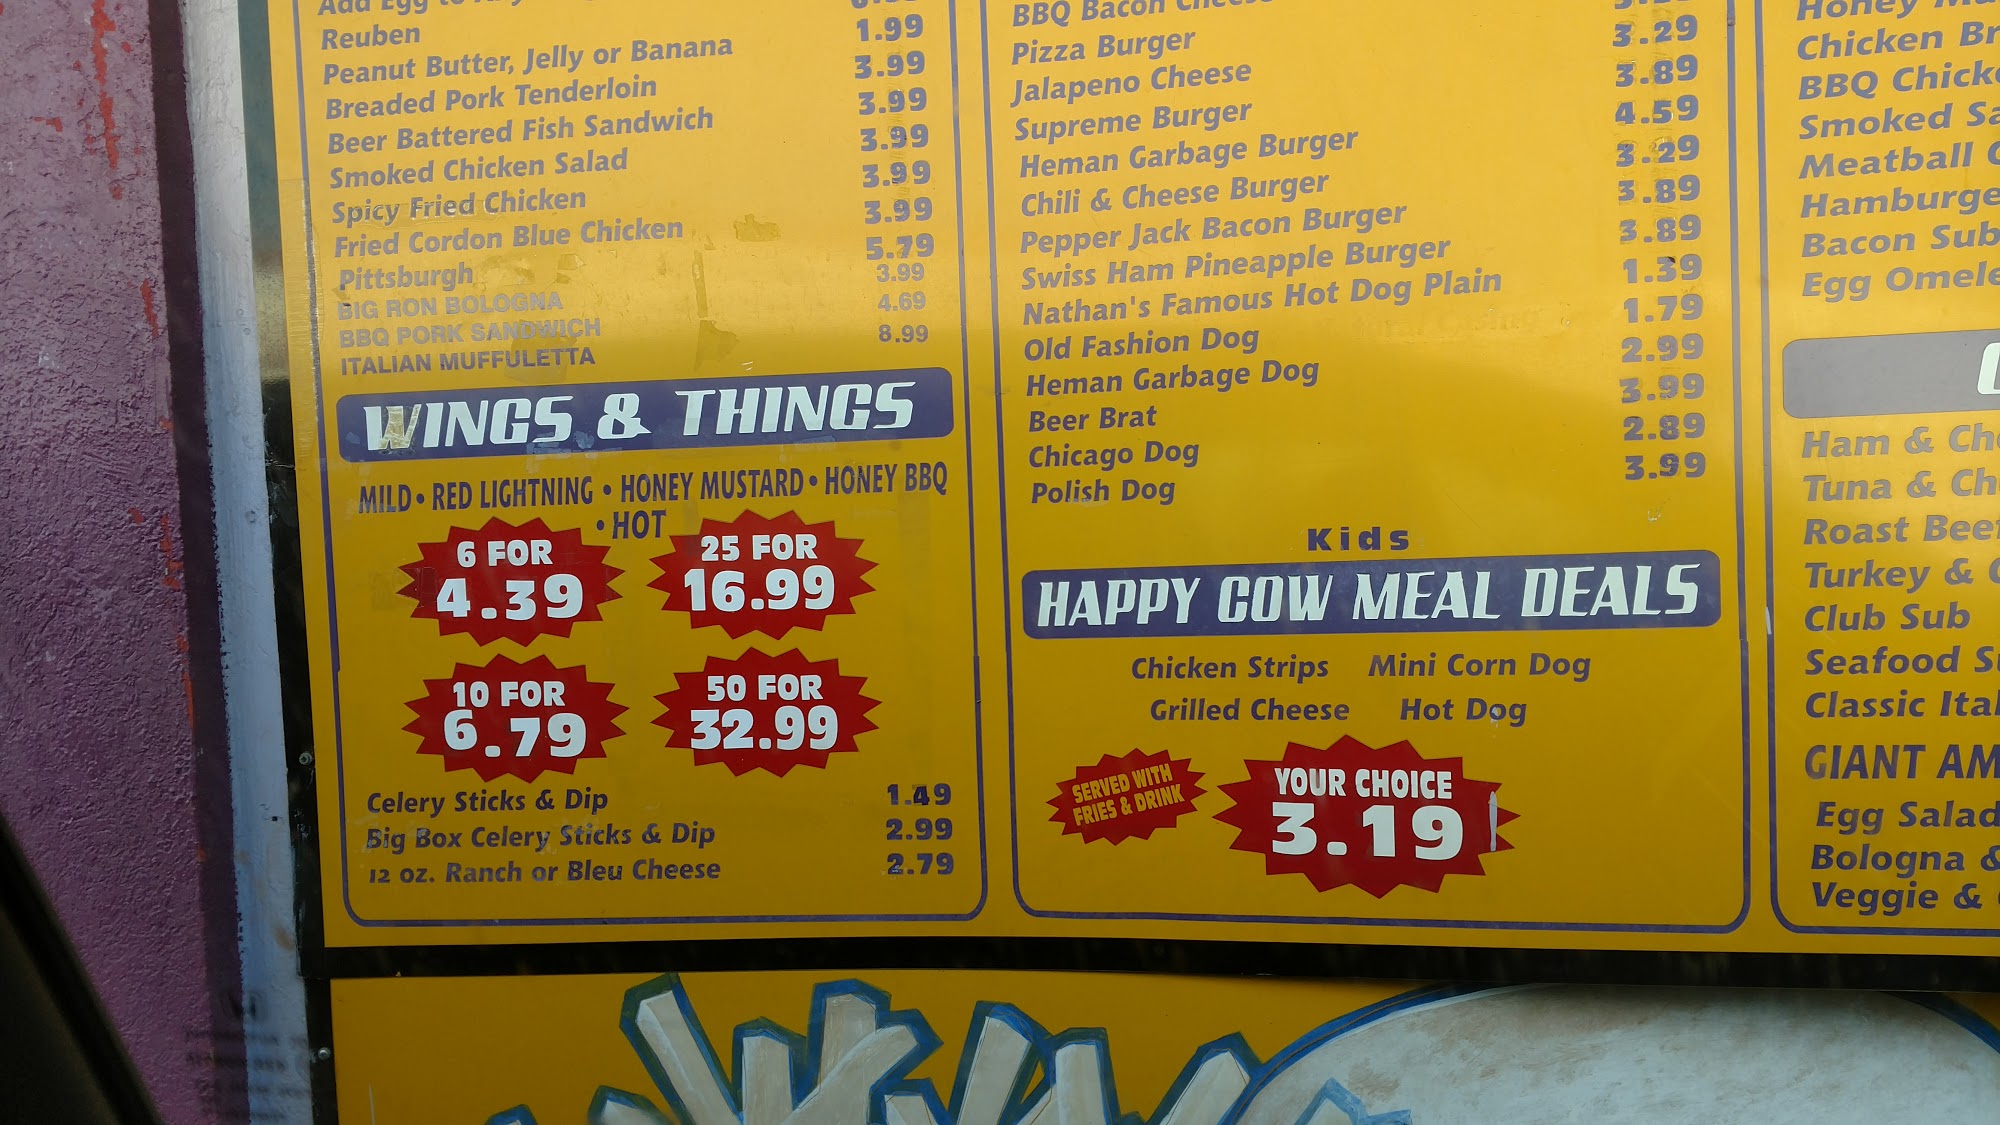 Add Egg to Any
Reuben
1.99
Peanut Butter, Jelly or Banana
3.99
Breaded Pork Tenderloin
3.99
Beer Battered Fish Sandwich
3.99
Smoked Chicken Salad
3.99
Spicy Fried Chicken
3.99
Fried Cordon Blue Chicken
5.79
Pittsburgh
3.99
BIG RON BOLOGNA
4.69
BBQ PORK SANDWICH
8.99
ITALIAN MUFFULETTA
WINGS & THINGS
MILD • RED LIGHTNING • HONEY MUSTARD • HONEY BBQ
• HOT
6 FOR
4.39
25 FOR
16.99
10 FOR
6.79
50 FOR
32.99
Celery Sticks & Dip 1.49
Big Box Celery Sticks & Dip 2.99
12 oz. Ranch or Bleu Cheese 2.79
BBQ Bacon Cheese
Pizza Burger
3.29
Jalapeno Cheese
3.89
Supreme Burger
4.59
Heman Garbage Burger
3.29
Chili & Cheese Burger
3.89
Pepper Jack Bacon Burger
3.89
Swiss Ham Pineapple Burger
1.39
Nathan's Famous Hot Dog Plain
1.79
Old Fashion Dog
2.99
Heman Garbage Dog
3.99
Beer Brat
2.89
Chicago Dog
3.99
Polish Dog
Kids
HAPPY COW MEAL DEALS
Chicken Strips Mini Corn Dog
Grilled Cheese Hot Dog
SERVED WITH
FRIES & DRINK
YOUR CHOICE
3.19
Honey
Chicken
BBQ
Smoked
Meatball
Bacon Sub
Egg
Ham &
Tuna &
Roast
Turkey &
Club Sub
Seafood
Classic
GIANT
Egg Salad
Bologna &
Veggie &